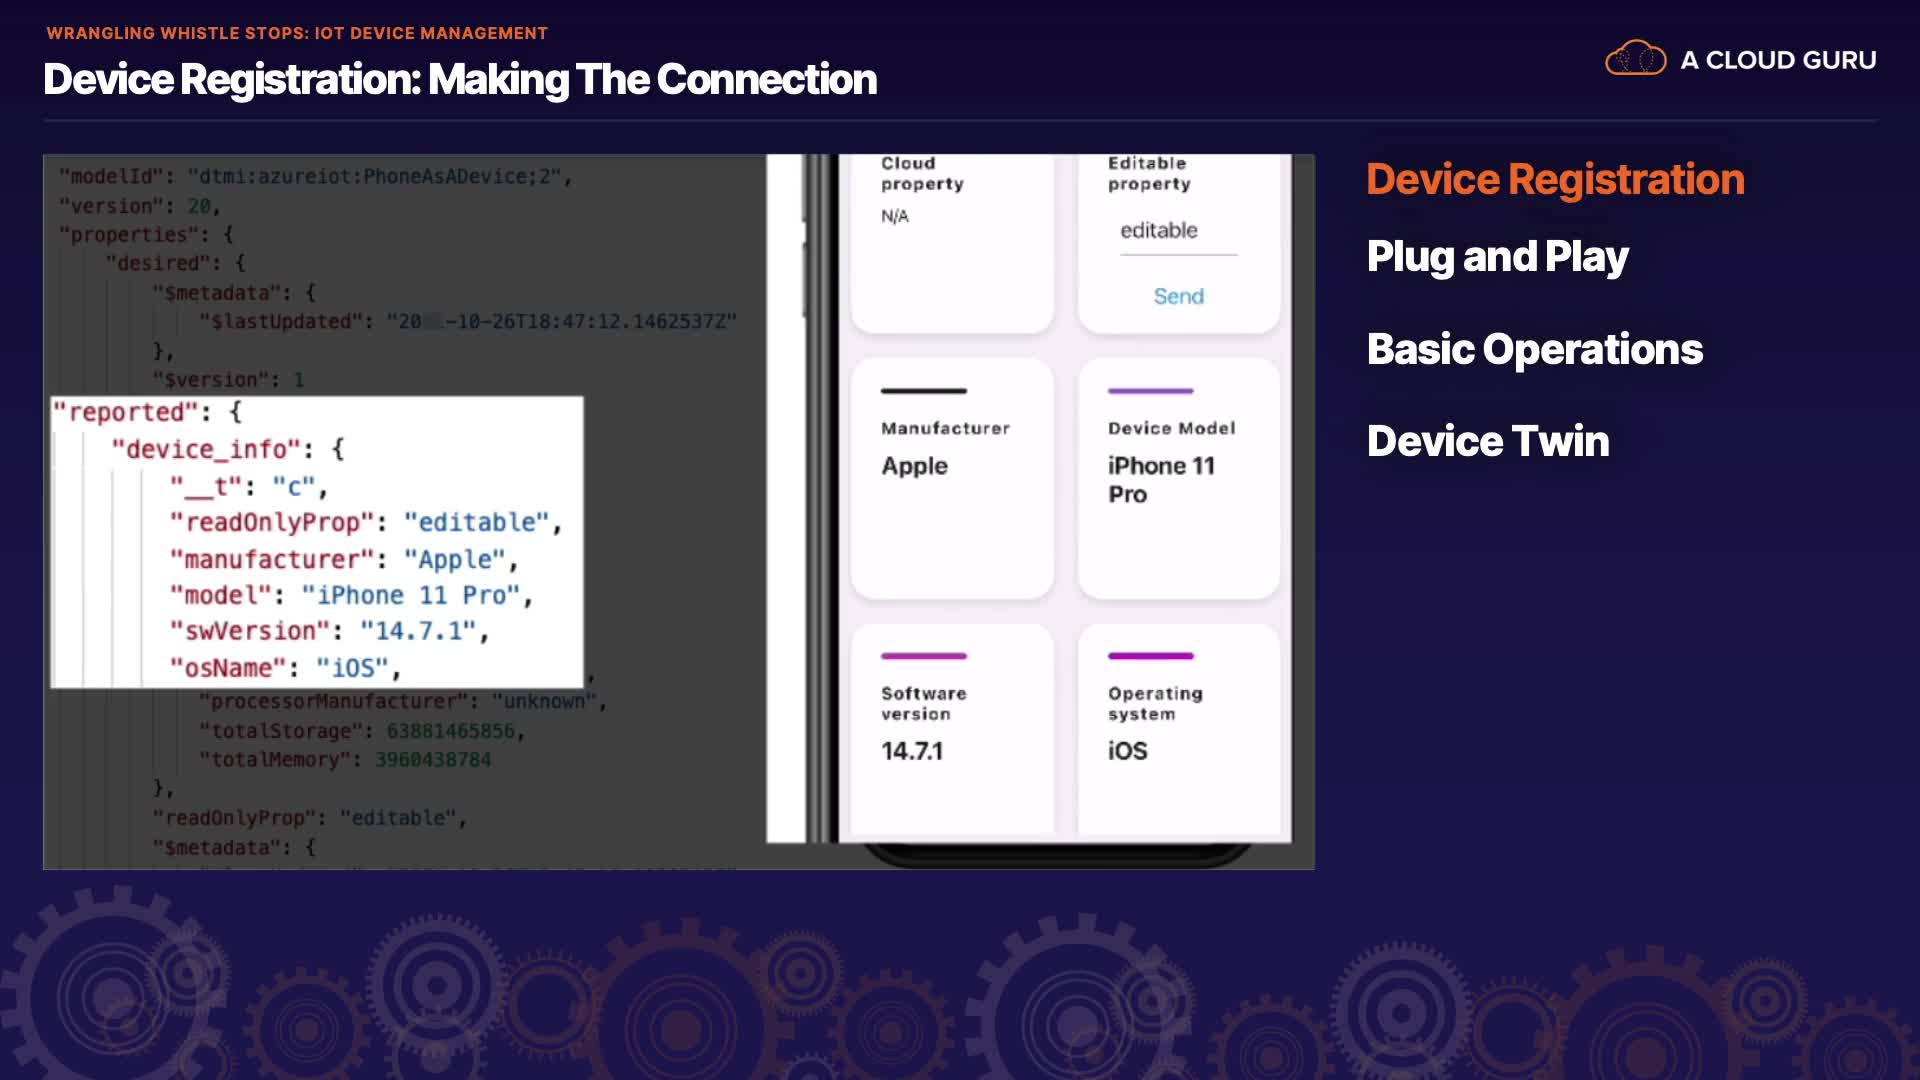 WRANGLING WHISTLE STOPS: IOT DEVICE MANAGEMENT
Device Registration: Making The Connection
A CLOUD GURU
"modelId": "dtmi:azureiot:PhoneAsADevice;2",
"version": 20,
"properties": {
"desired": {
"$metadata": {
"$lastUpdated": "20 -10-26T18:47:12.1462537Z"
},
"$version": 1
"reported": {
"device_info": {
"__t": "c",
"readOnlyProp": "editable",
"manufacturer": "Apple",
"model": "iPhone 11 Pro",
"swVersion": "14.7.1",
"osName": "iOS",
"processorManufacturer": "unknown",
"totalStorage": 63881465856,
"totalMemory": 3960438784
},
"readOnlyProp": "editable",
"$metadata": {
Cloud
property
N/A
Editable
property
editable
Send
Manufacturer
Apple
Device Model
iPhone 11
Pro
Software
version
14.7.1
Operating
system
iOS
Device Registration
Plug and Play
Basic Operations
Device Twin